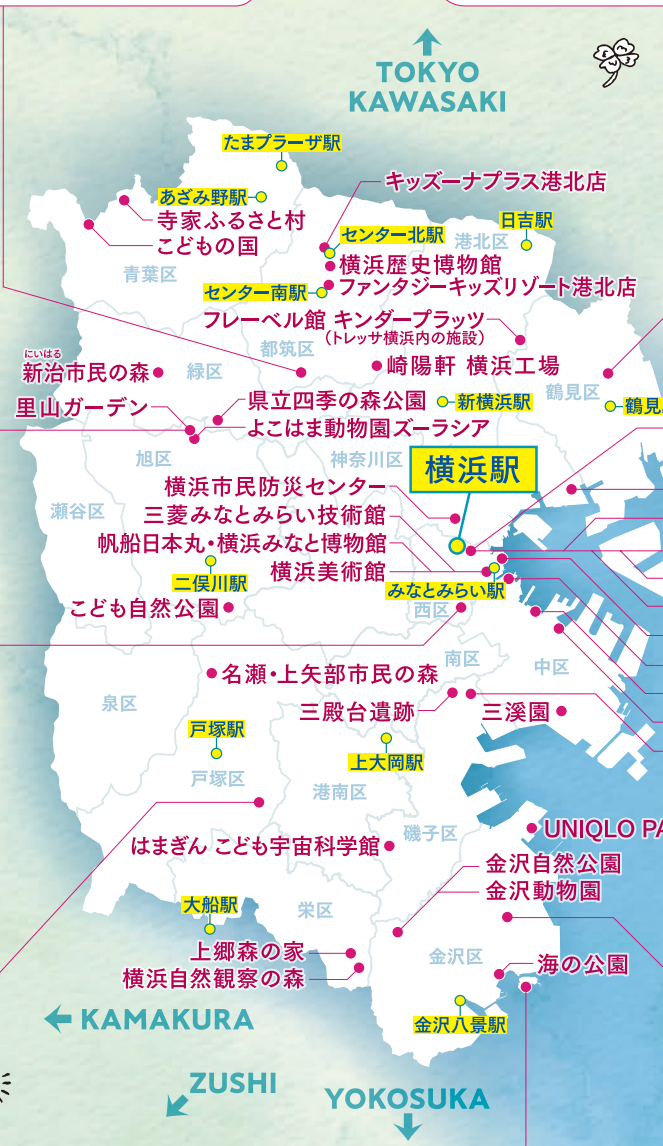 TOKYO
KAWASAKI
たまプラーザ駅
キッズーナプラス港北店
あざみ野駅
寺家ふるさと村
こどもの国
センター北駅
港北区
日吉駅
横浜歴史博物館
青葉区
センター南駅
ファンタジーキッズリゾート港北店
フレーベル館 キンダープラッツ
(トレッサ横浜内の施設)
都筑区
にいはる
新治市民の森
緑区
崎陽軒 横浜工場
鶴見区
里山ガーデン
県立四季の森公園
新横浜駅
鶴見
よこはま動物園ズーラシア
旭区
神奈川区
横浜駅
横浜市民防災センター
瀬谷区
三菱みなとみらい技術館
帆船日本丸・横浜みなと博物館
横浜美術館
二俣川駅
みなとみらい駅
こども自然公園
西区
南区
中区
名瀬・上矢部市民の森
泉区
三殿台遺跡
三溪園
戸塚駅
上大岡駅
戸塚区
港南区
磯子区
UNIQLO PA
はまぎん こども宇宙科学館
金沢自然公園
金沢動物園
大船駅
栄区
上郷森の家
金沢区
海の公園
横浜自然観察の森
KAMAKURA
金沢八景駅
ZUSHI
YOKOSUKA